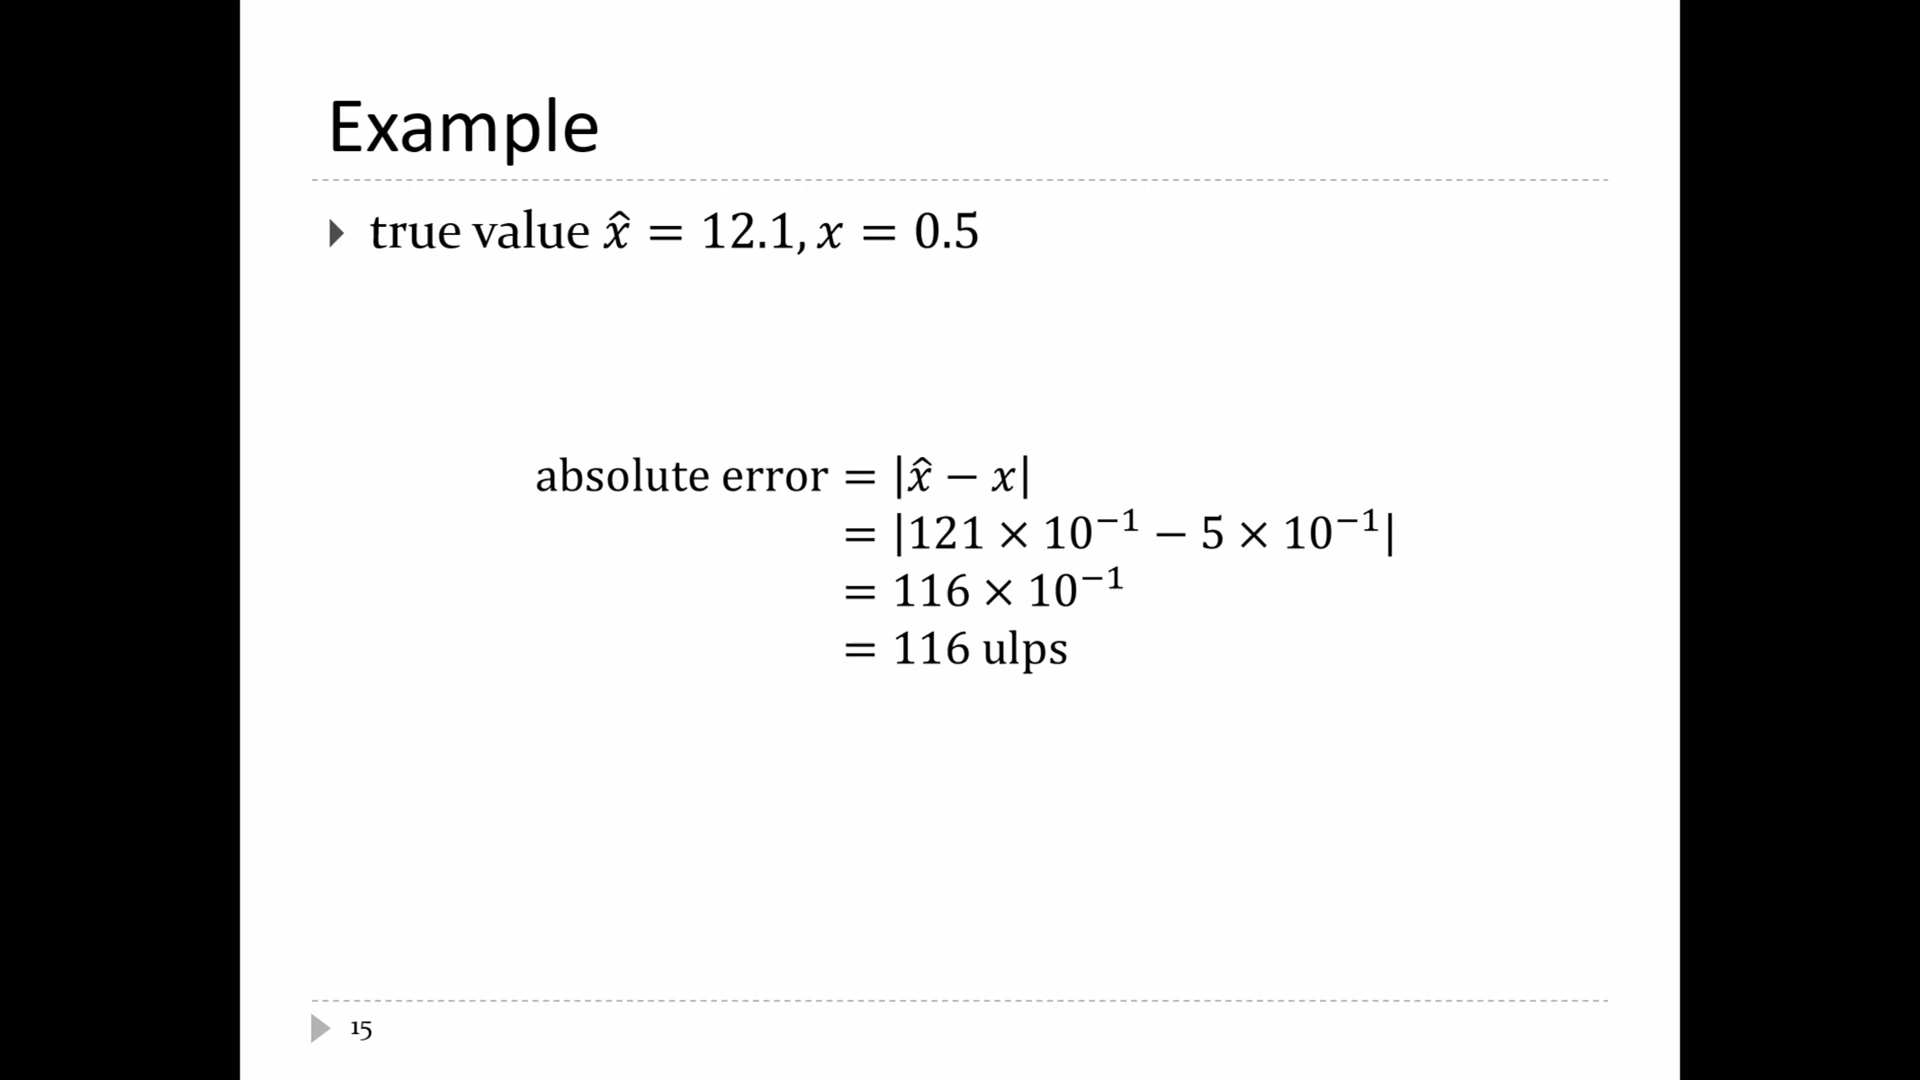 Example
true value x̂ = 12.1, x = 0.5
absolute error = |x̂ − x|
= |121 × 10⁻¹ − 5 × 10⁻¹|
= 116 × 10⁻¹
= 116 ulps
15